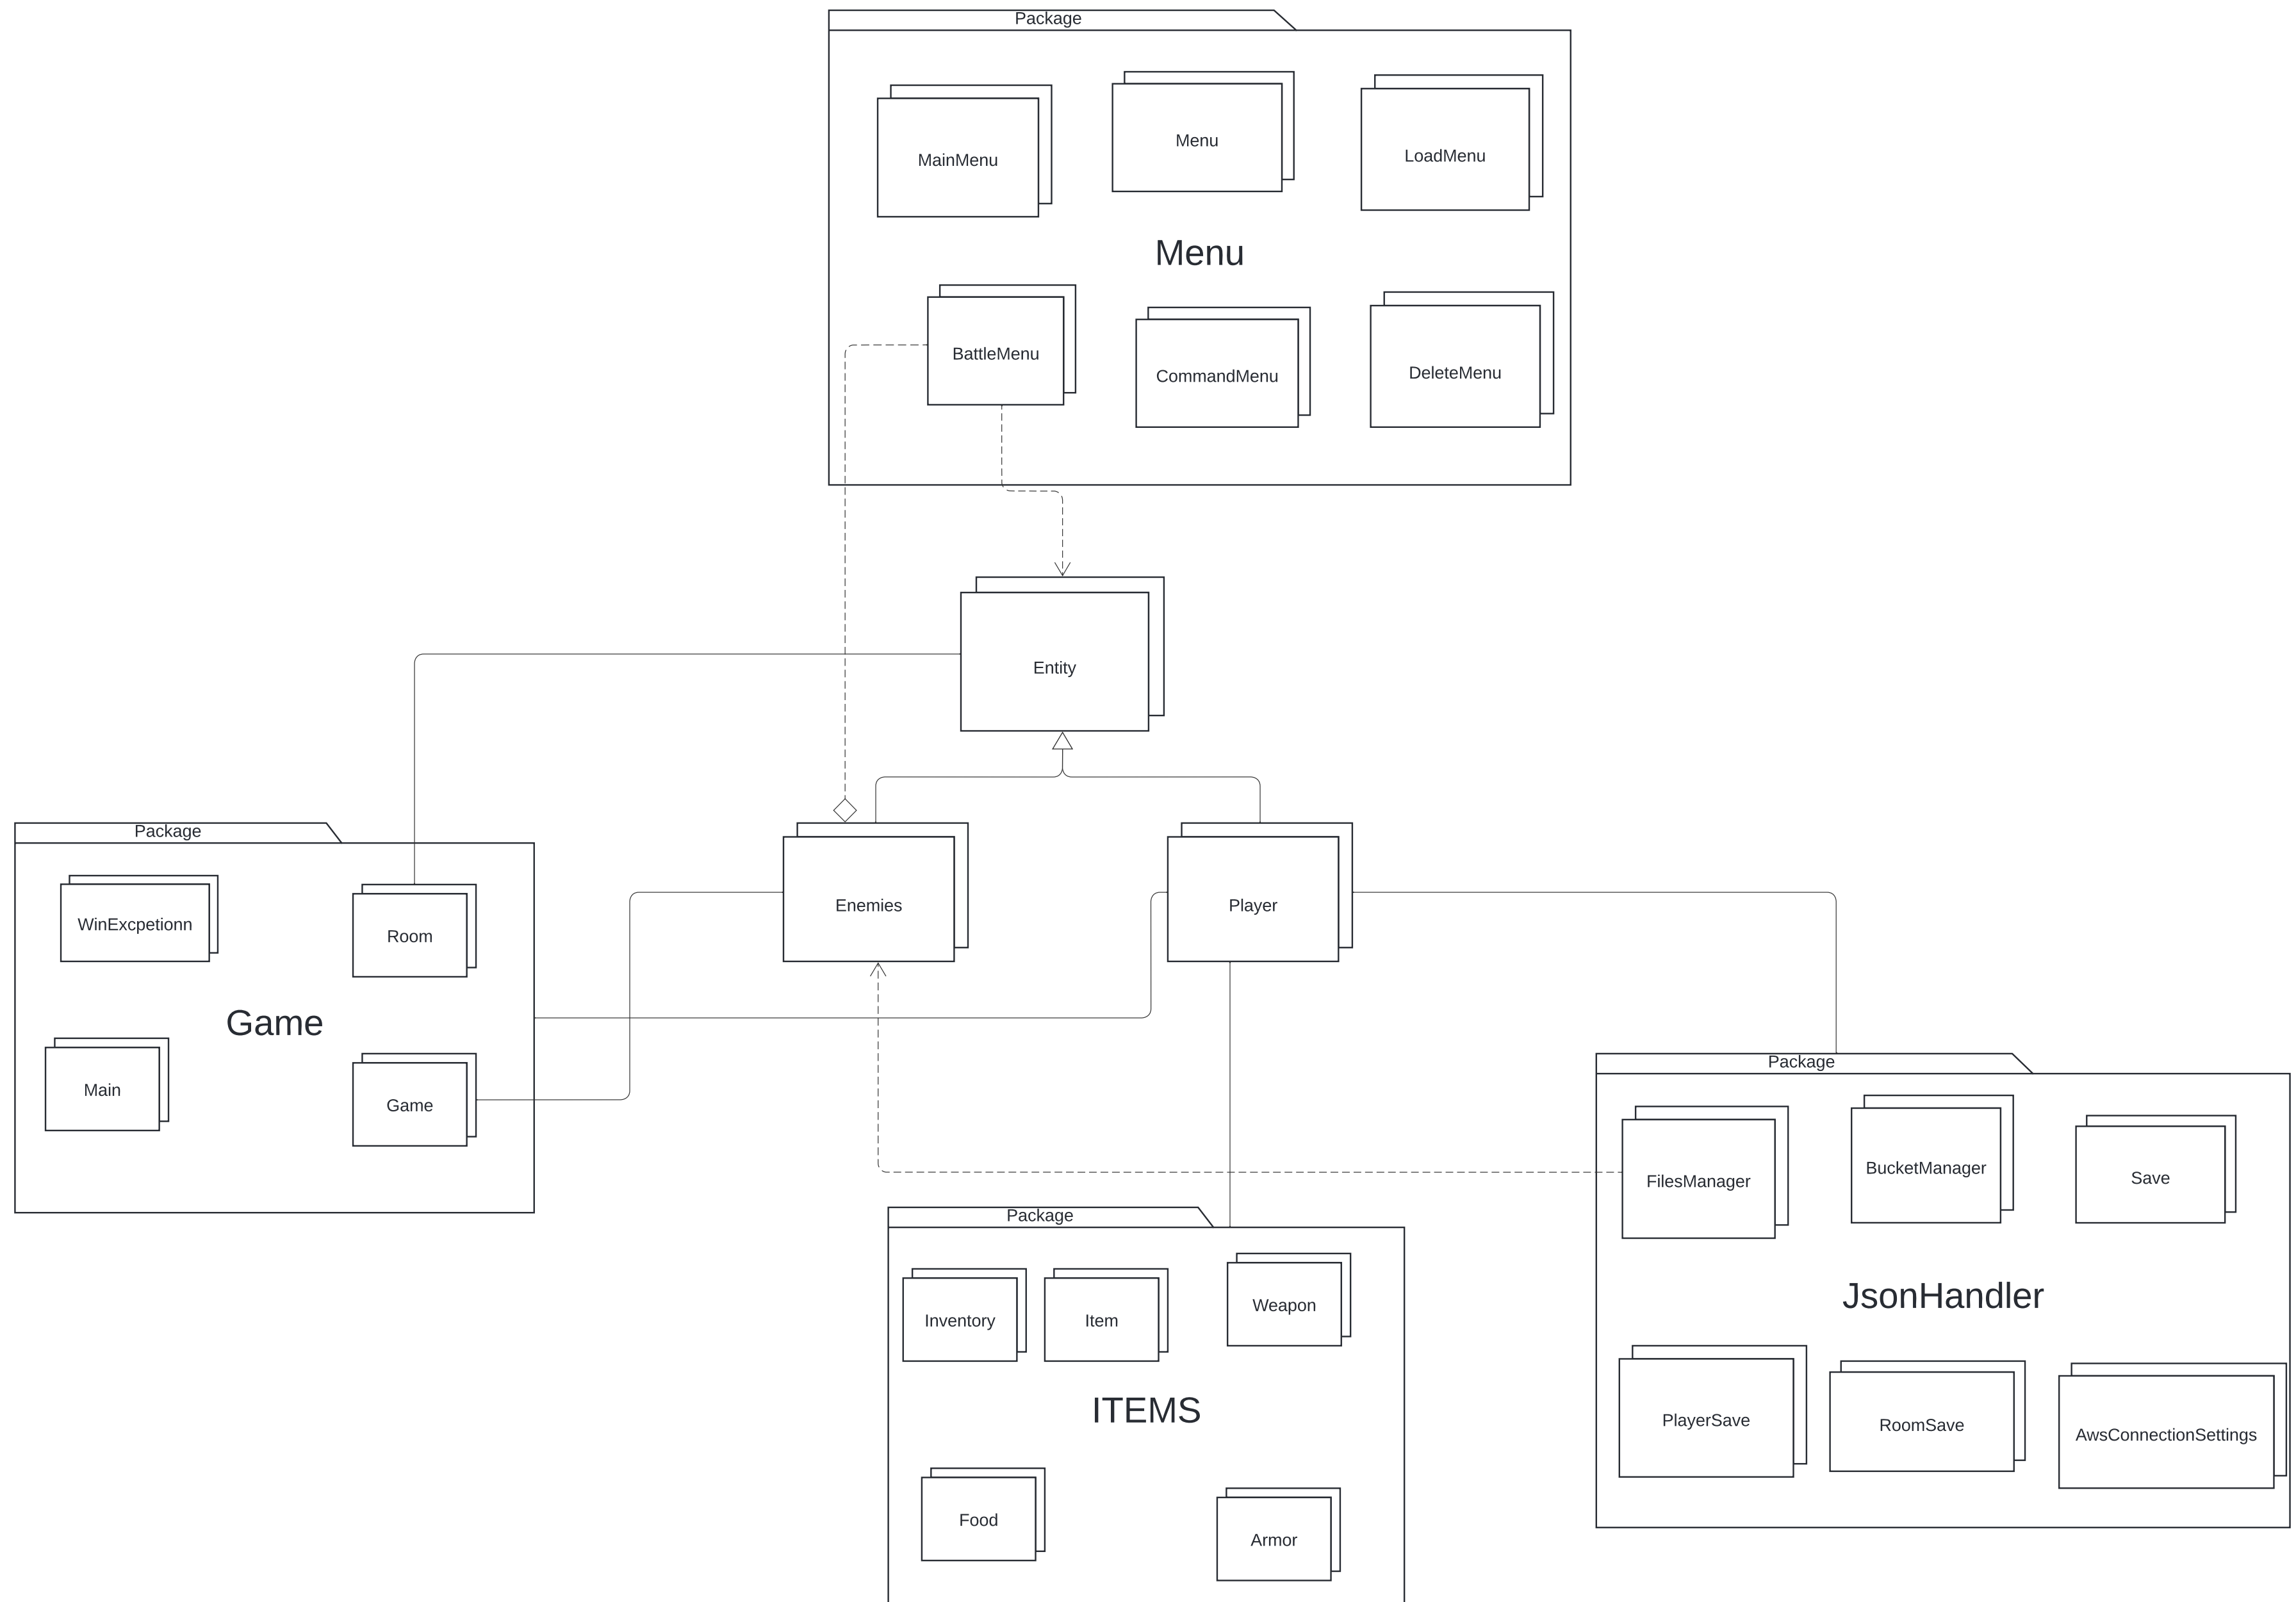 Package
MainMenu
Menu
LoadMenu
Menu
BattleMenu
CommandMenu
DeleteMenu
Entity
Package
WinExcpetionn
Room
Game
Main
Game
Enemies
Player
Package
FilesManager
BucketManager
Save
JsonHandler
PlayerSave
RoomSave
AwsConnectionSettings
Package
Inventory
Item
Weapon
ITEMS
Food
Armor